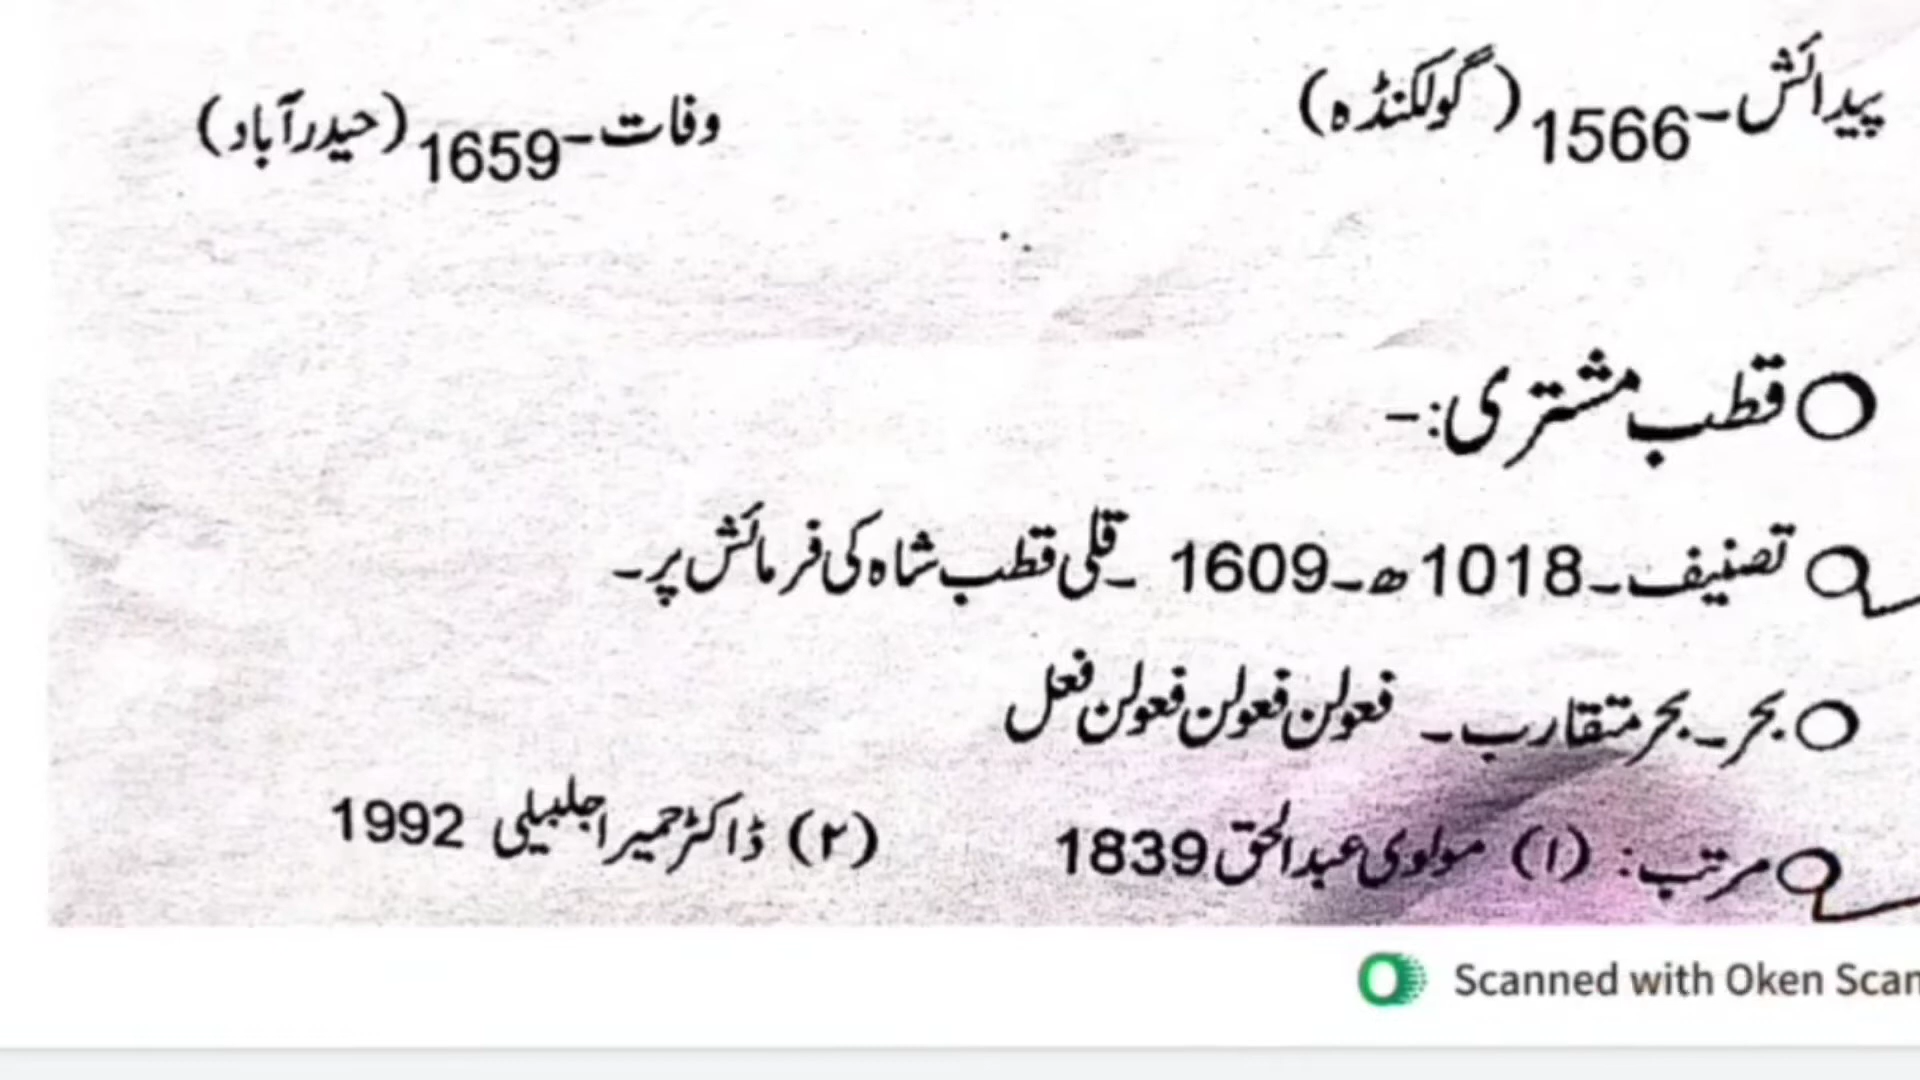 پیدائش۔1566 (گولکنڈہ) وفات۔1659 (حیدرآباد)
قطب مشتری:-
تصنیف۔1018ھ۔1609 ۔قلی قطب شاہ کی فرمائش پر۔
بحر۔بحر متقارب۔ فعولن فعولن فعولن فعل
مرتب: (۱) مولوی عبدالحق 1839 (۲) ڈاکٹر حمیرا جلیلی 1992
Scanned with Oken Scan